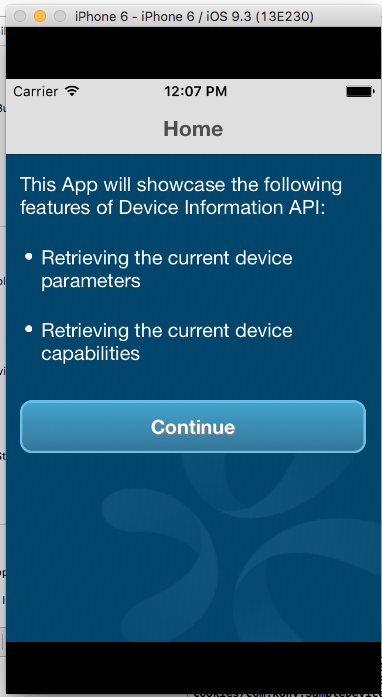 iPhone 6 - iPhone 6 / iOS 9.3 (13E230)
Carrier 12:07 PM
Home
This App will showcase the following
features of Device Information API:
• Retrieving the current device
parameters
• Retrieving the current device
capabilities
Continue